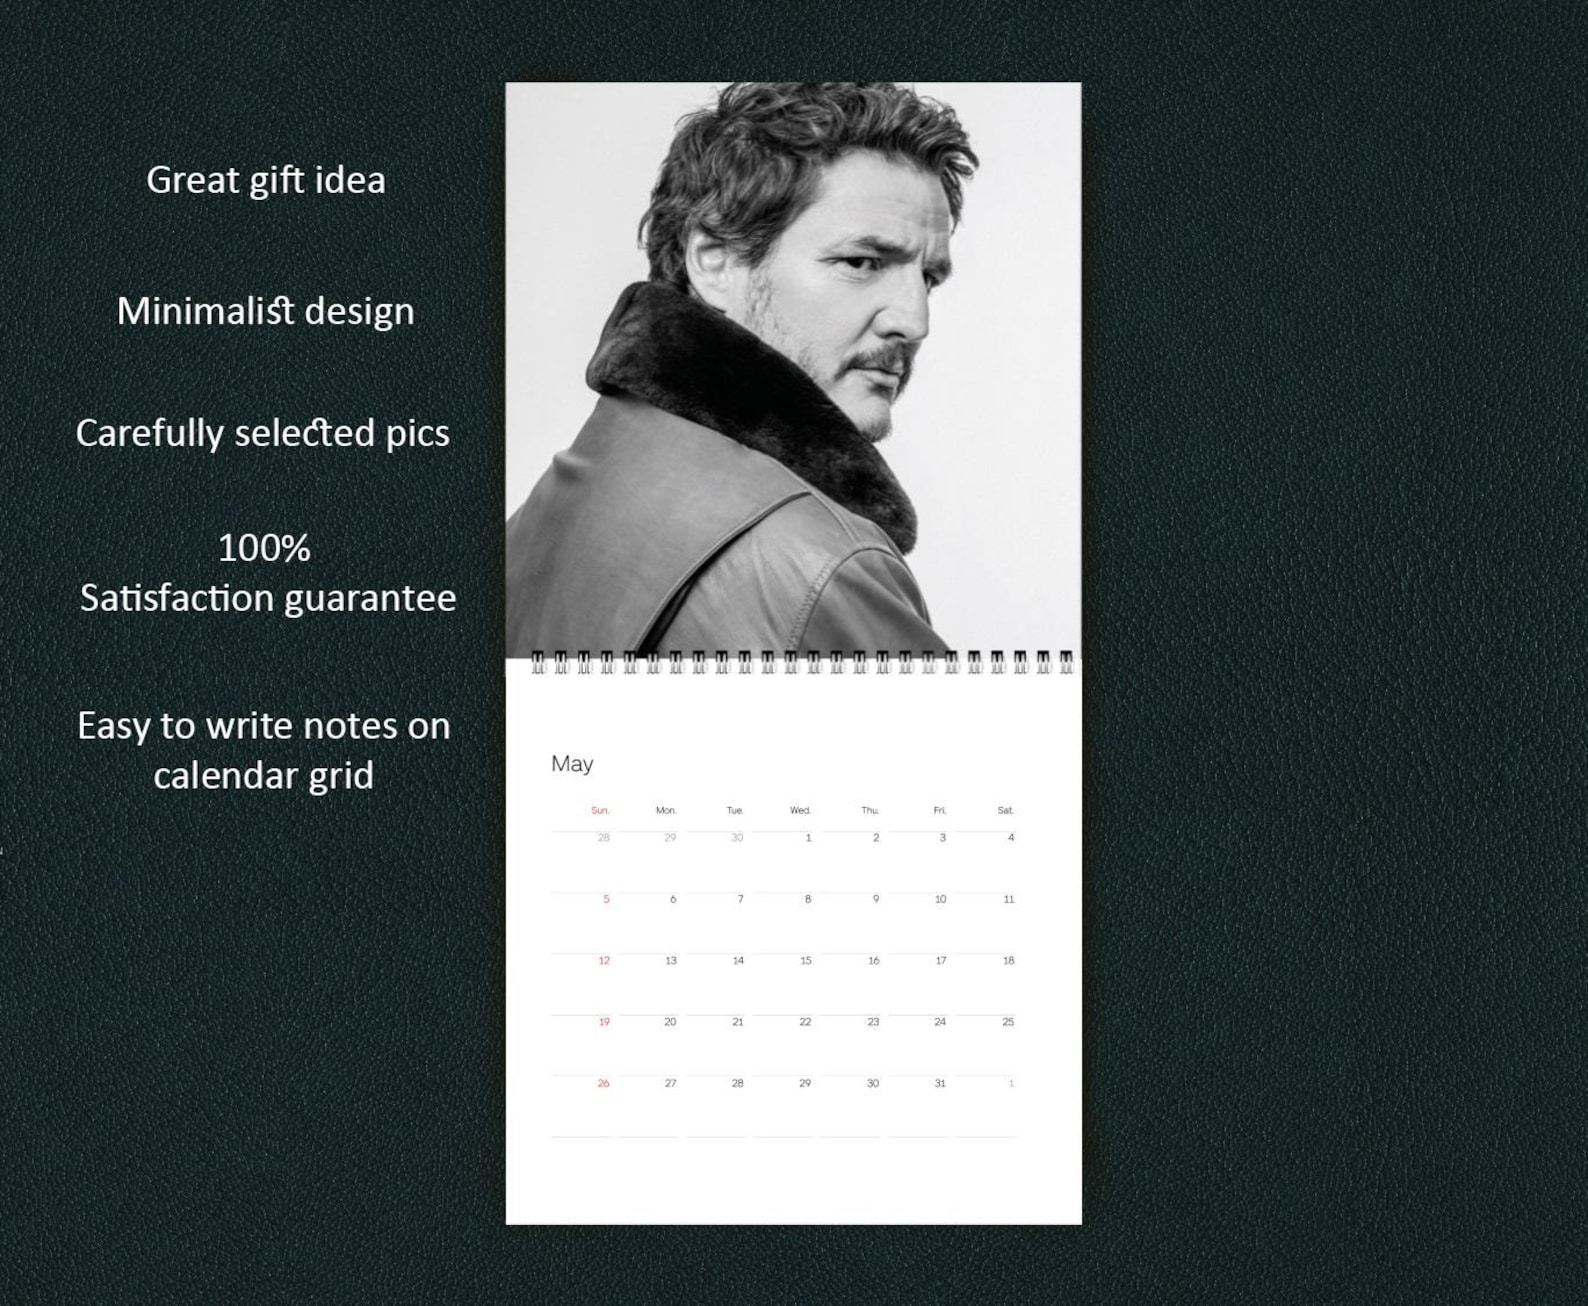 Great gift idea
Minimalist design
Carefully selected pics
100%
Satisfaction guarantee
Easy to write notes on
calendar grid
May
Sun. Mon. Tue. Wed. Thu. Fri. Sat.
28 29 30 1 2 3 4
5 6 7 8 9 10 11
12 13 14 15 16 17 18
19 20 21 22 23 24 25
26 27 28 29 30 31 1